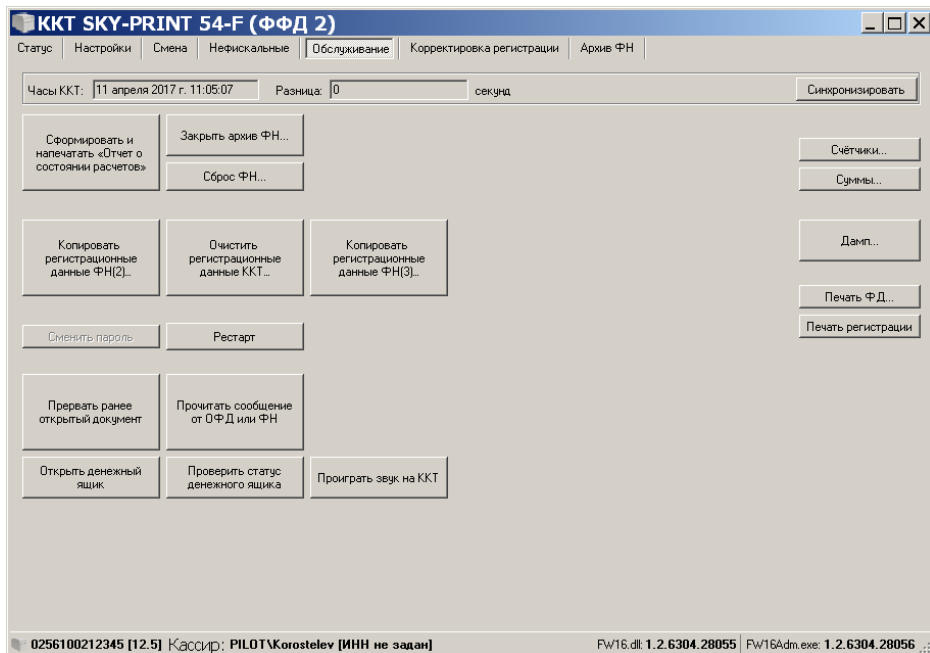 ККТ SKY-PRINT 54-F (ФФД 2)
Статус Настройки Смена Нефискальные Обслуживание Корректировка регистрации Архив ФН
Часы ККТ: 11 апреля 2017 г. 11:05:07 Разница: 0 секунд Синхронизировать
Сформировать и
напечатать «Отчет о
состоянии расчетов»
Закрыть архив ФН...
Сброс ФН...
Счётчики...
Суммы...
Копировать
регистрационные
данные ФН(2)...
Очистить
регистрационные
данные ККТ...
Копировать
регистрационные
данные ФН(3)...
Дамп...
Печать ФД...
Печать регистрации
Сменить пароль
Рестарт
Прервать ранее
открытый документ
Прочитать сообщение
от ОФД или ФН
Открыть денежный
ящик
Проверить статус
денежного ящика
Проиграть звук на ККТ
0256100212345 [12.5] Кассир: PILOT\Korostelev [ИНН не задан] FW16.dll: 1.2.6304.28055 FW16Adm.exe: 1.2.6304.28056